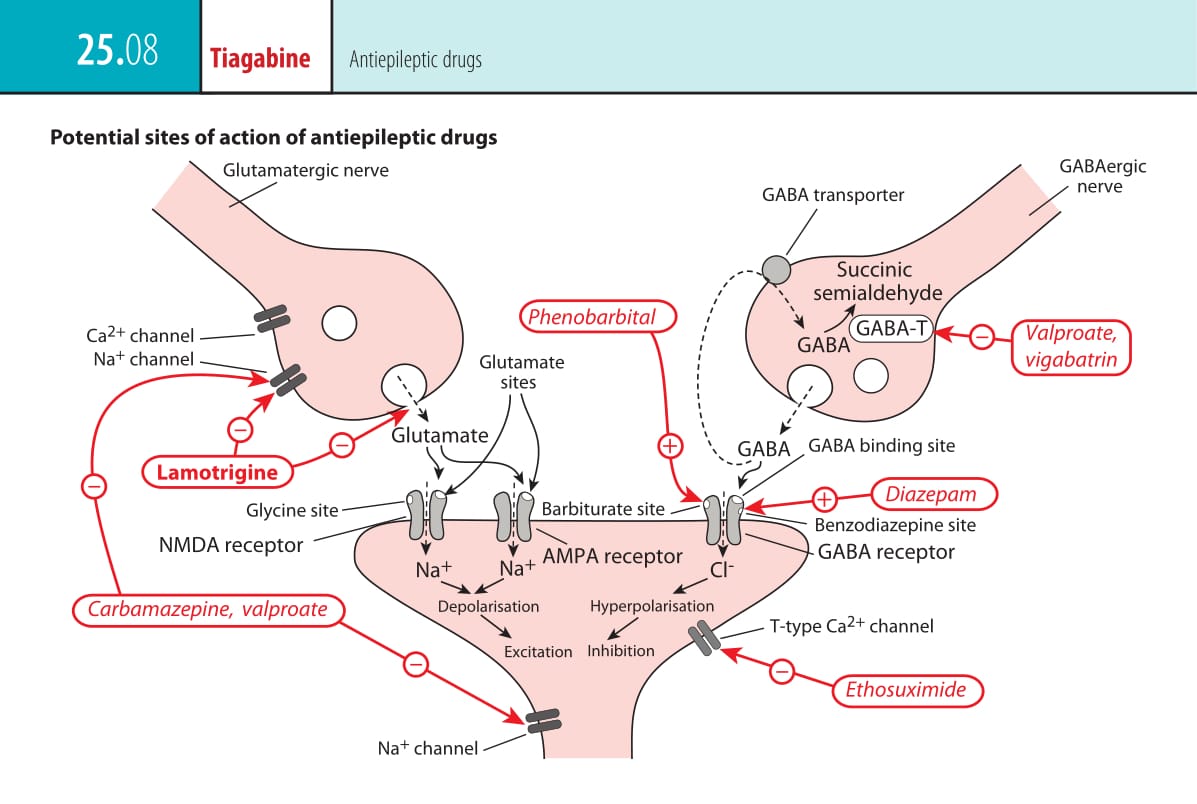 25.08
Tiagabine
Antiepileptic drugs
Potential sites of action of antiepileptic drugs
Glutamatergic nerve
GABAergic
nerve
GABA transporter
Succinic
semialdehyde
GABA-T
GABA
Valproate,
vigabatrin
Phenobarbital
Ca2+ channel
Na+ channel
Glutamate
sites
Glutamate
GABA
GABA binding site
Lamotrigine
Diazepam
Glycine site
Barbiturate site
Benzodiazepine site
NMDA receptor
AMPA receptor
GABA receptor
Na+
Na+
Cl-
Carbamazepine, valproate
Depolarisation
Hyperpolarisation
T-type Ca2+ channel
Excitation
Inhibition
Ethosuximide
Na+ channel